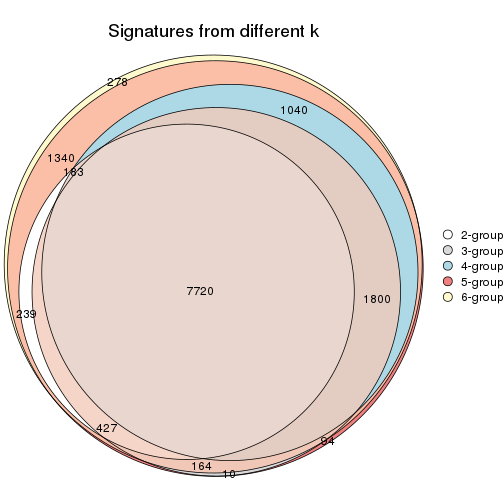 Signatures from different k
278
1040
1340
183
7720
1800
239
427
94
164
10
2-group
3-group
4-group
5-group
6-group